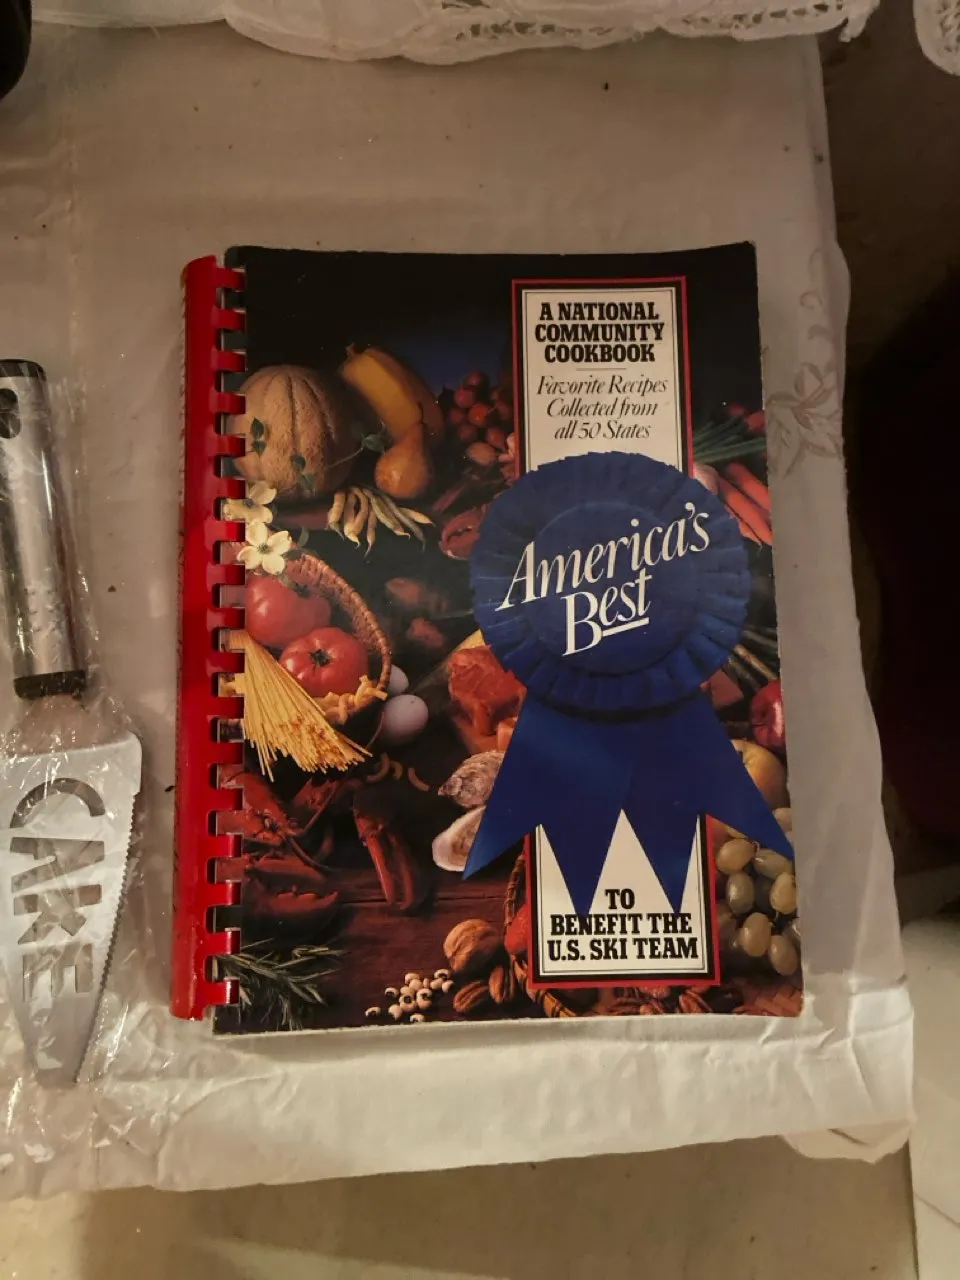 A NATIONAL
COMMUNITY
COOKBOOK
Favorite Recipes
Collected from
all 50 States
America's
Best
TO
BENEFIT THE
U.S. SKI TEAM
CAKE